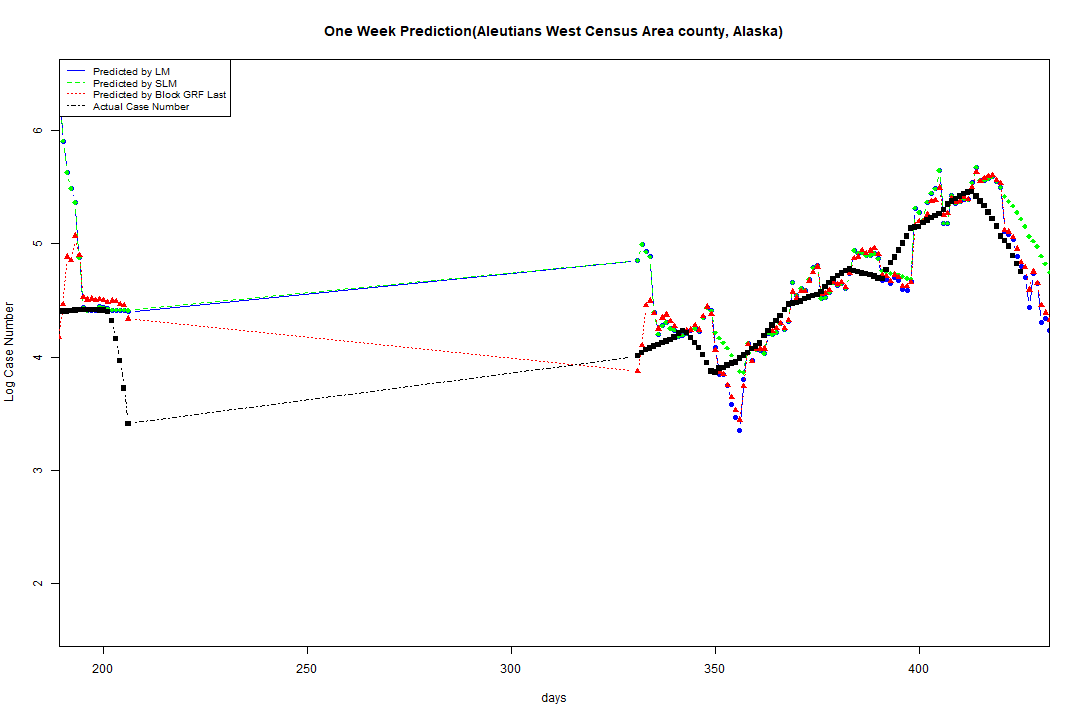 One Week Prediction(Aleutians West Census Area county, Alaska)
Predicted by LM
Predicted by SLM
Predicted by Block GRF Last
Actual Case Number
6
5
4
3
2
Log Case Number
200 250 300 350 400
days